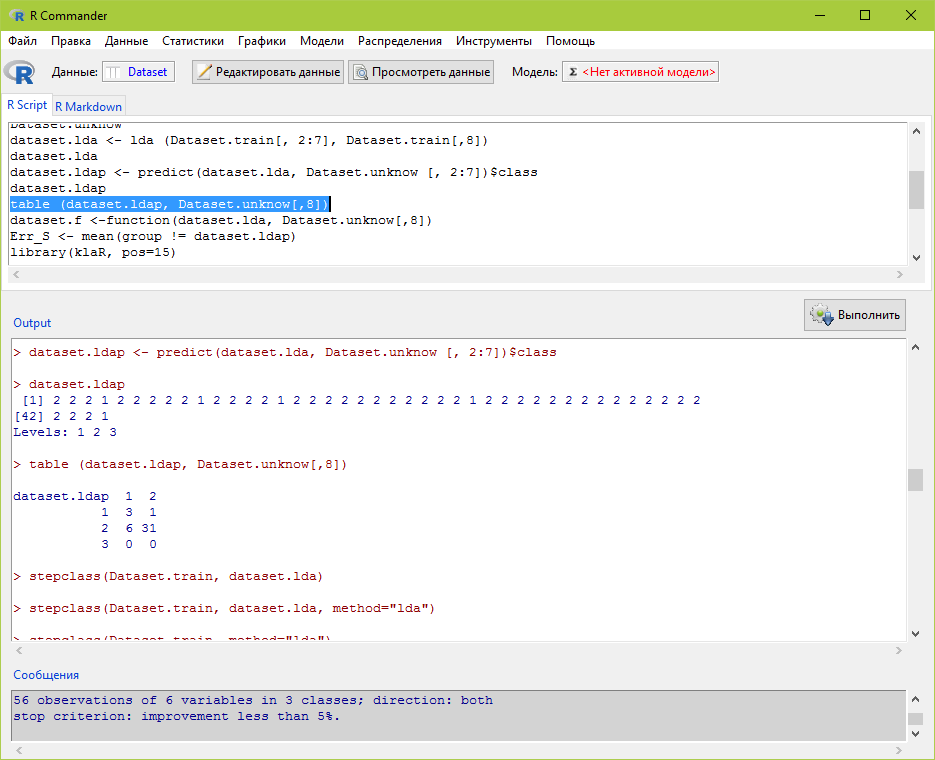 R Commander
Файл Правка Данные Статистики Графики Модели Распределения Инструменты Помощь
Данные: Dataset Редактировать данные Просмотреть данные Модель: Σ <Нет активной модели>
R Script R Markdown
Dataset.unknow
dataset.lda <- lda (Dataset.train[, 2:7], Dataset.train[,8])
dataset.lda
dataset.ldap <- predict(dataset.lda, Dataset.unknow [, 2:7])$class
dataset.ldap
table (dataset.ldap, Dataset.unknow[,8])
dataset.f <-function(dataset.lda, Dataset.unknow[,8])
Err_S <- mean(group != dataset.ldap)
library(klaR, pos=15)
Output
Выполнить
> dataset.ldap <- predict(dataset.lda, Dataset.unknow [, 2:7])$class
> dataset.ldap
[1] 2 2 2 1 2 2 2 2 2 1 2 2 2 2 1 2 2 2 2 2 2 2 2 2 2 2 1 2 2 2 2 2 2 2 2 2 2 2 2 2 2
[42] 2 2 2 1
Levels: 1 2 3
> table (dataset.ldap, Dataset.unknow[,8])
dataset.ldap 1 2
1 3 1
2 6 31
3 0 0
> stepclass(Dataset.train, dataset.lda)
> stepclass(Dataset.train, dataset.lda, method="lda")
> stepclass(Dataset.train, method="lda")
Сообщения
56 observations of 6 variables in 3 classes; direction: both
stop criterion: improvement less than 5%.